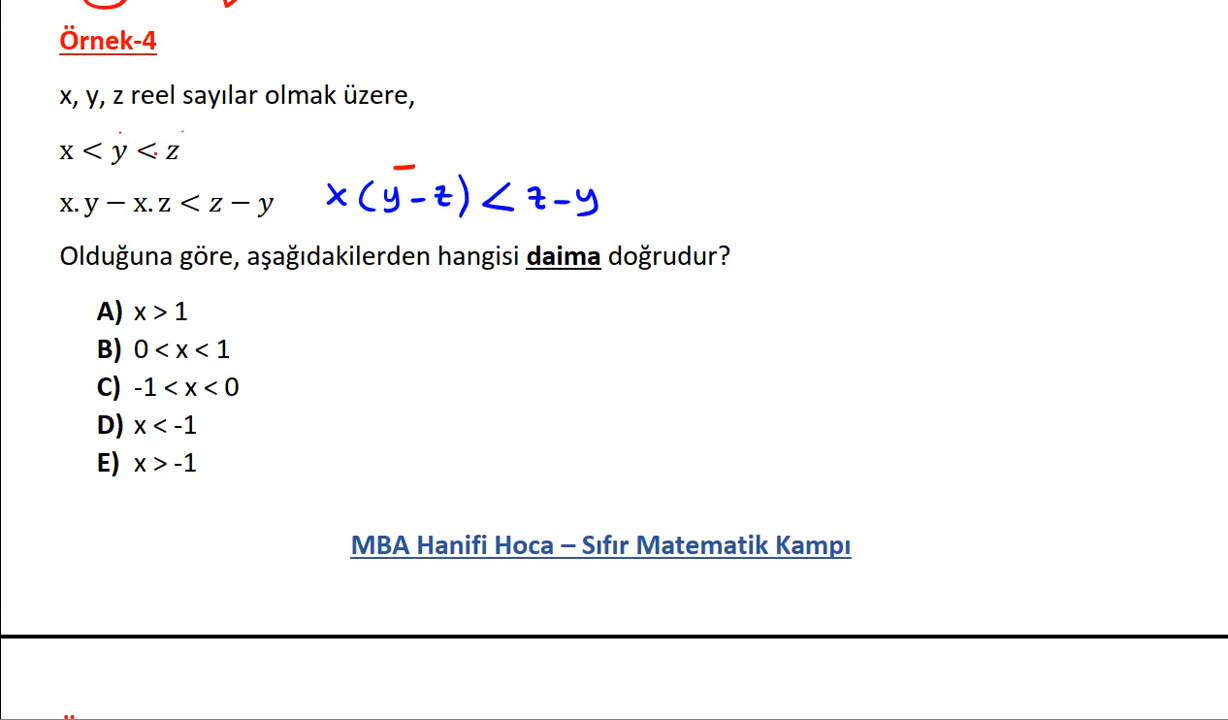 Örnek-4
x, y, z reel sayılar olmak üzere,
x < y < z
x.y − x.z < z − y x(y-z) < z-y
Olduğuna göre, aşağıdakilerden hangisi daima doğrudur?
A) x > 1
B) 0 < x < 1
C) -1 < x < 0
D) x < -1
E) x > -1
MBA Hanifi Hoca – Sıfır Matematik Kampı